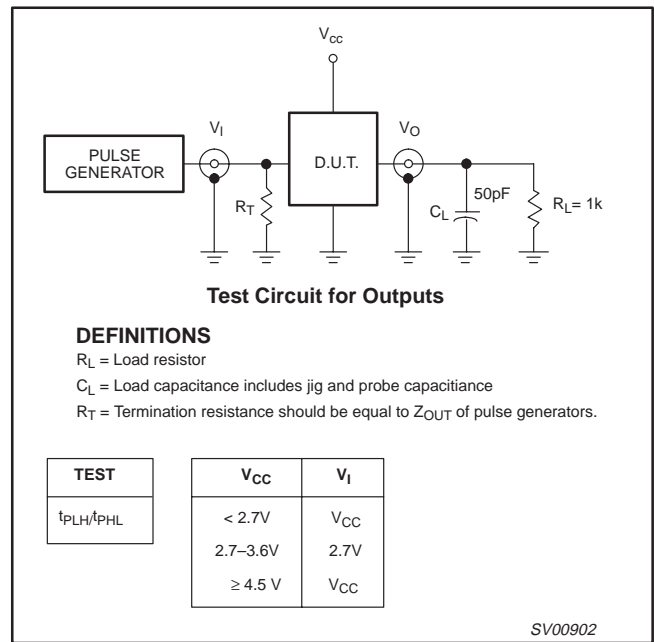 Vcc
VI
VO
PULSE
GENERATOR
D.U.T.
RT
50pF
CL
RL= 1k
Test Circuit for Outputs
DEFINITIONS
RL = Load resistor
CL = Load capacitance includes jig and probe capacitiance
RT = Termination resistance should be equal to ZOUT of pulse generators.
TEST
tPLH/tPHL
VCC VI
< 2.7V VCC
2.7–3.6V 2.7V
≥ 4.5 V VCC
SV00902